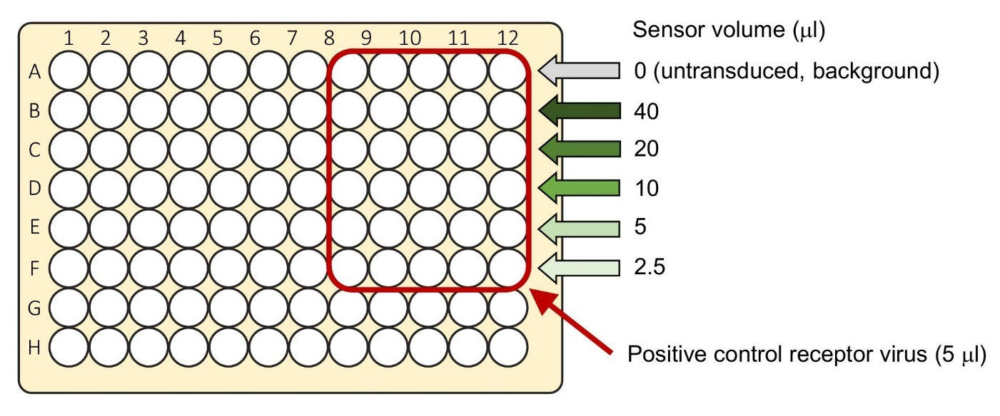 Sensor volume (µl)
1 2 3 4 5 6 7 8 9 10 11 12
A 0 (untransduced, background)
B 40
C 20
D 10
E 5
F 2.5
G
H
Positive control receptor virus (5 µl)